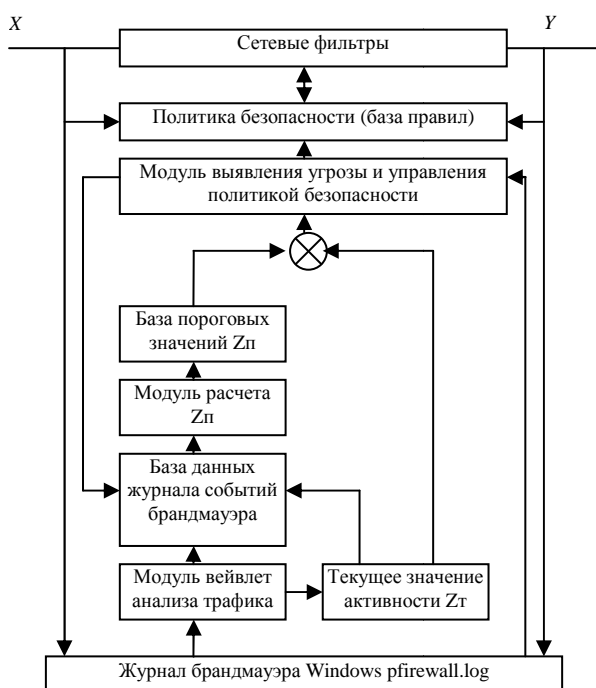 X
Y
Сетевые фильтры
Политика безопасности (база правил)
Модуль выявления угрозы и управления
политикой безопасности
База пороговых
значений Zп
Модуль расчета
Zп
База данных
журнала событий
брандмауэра
Модуль вейвлет
анализа трафика
Текущее значение
активности Zт
Журнал брандмауэра Windows pfirewall.log